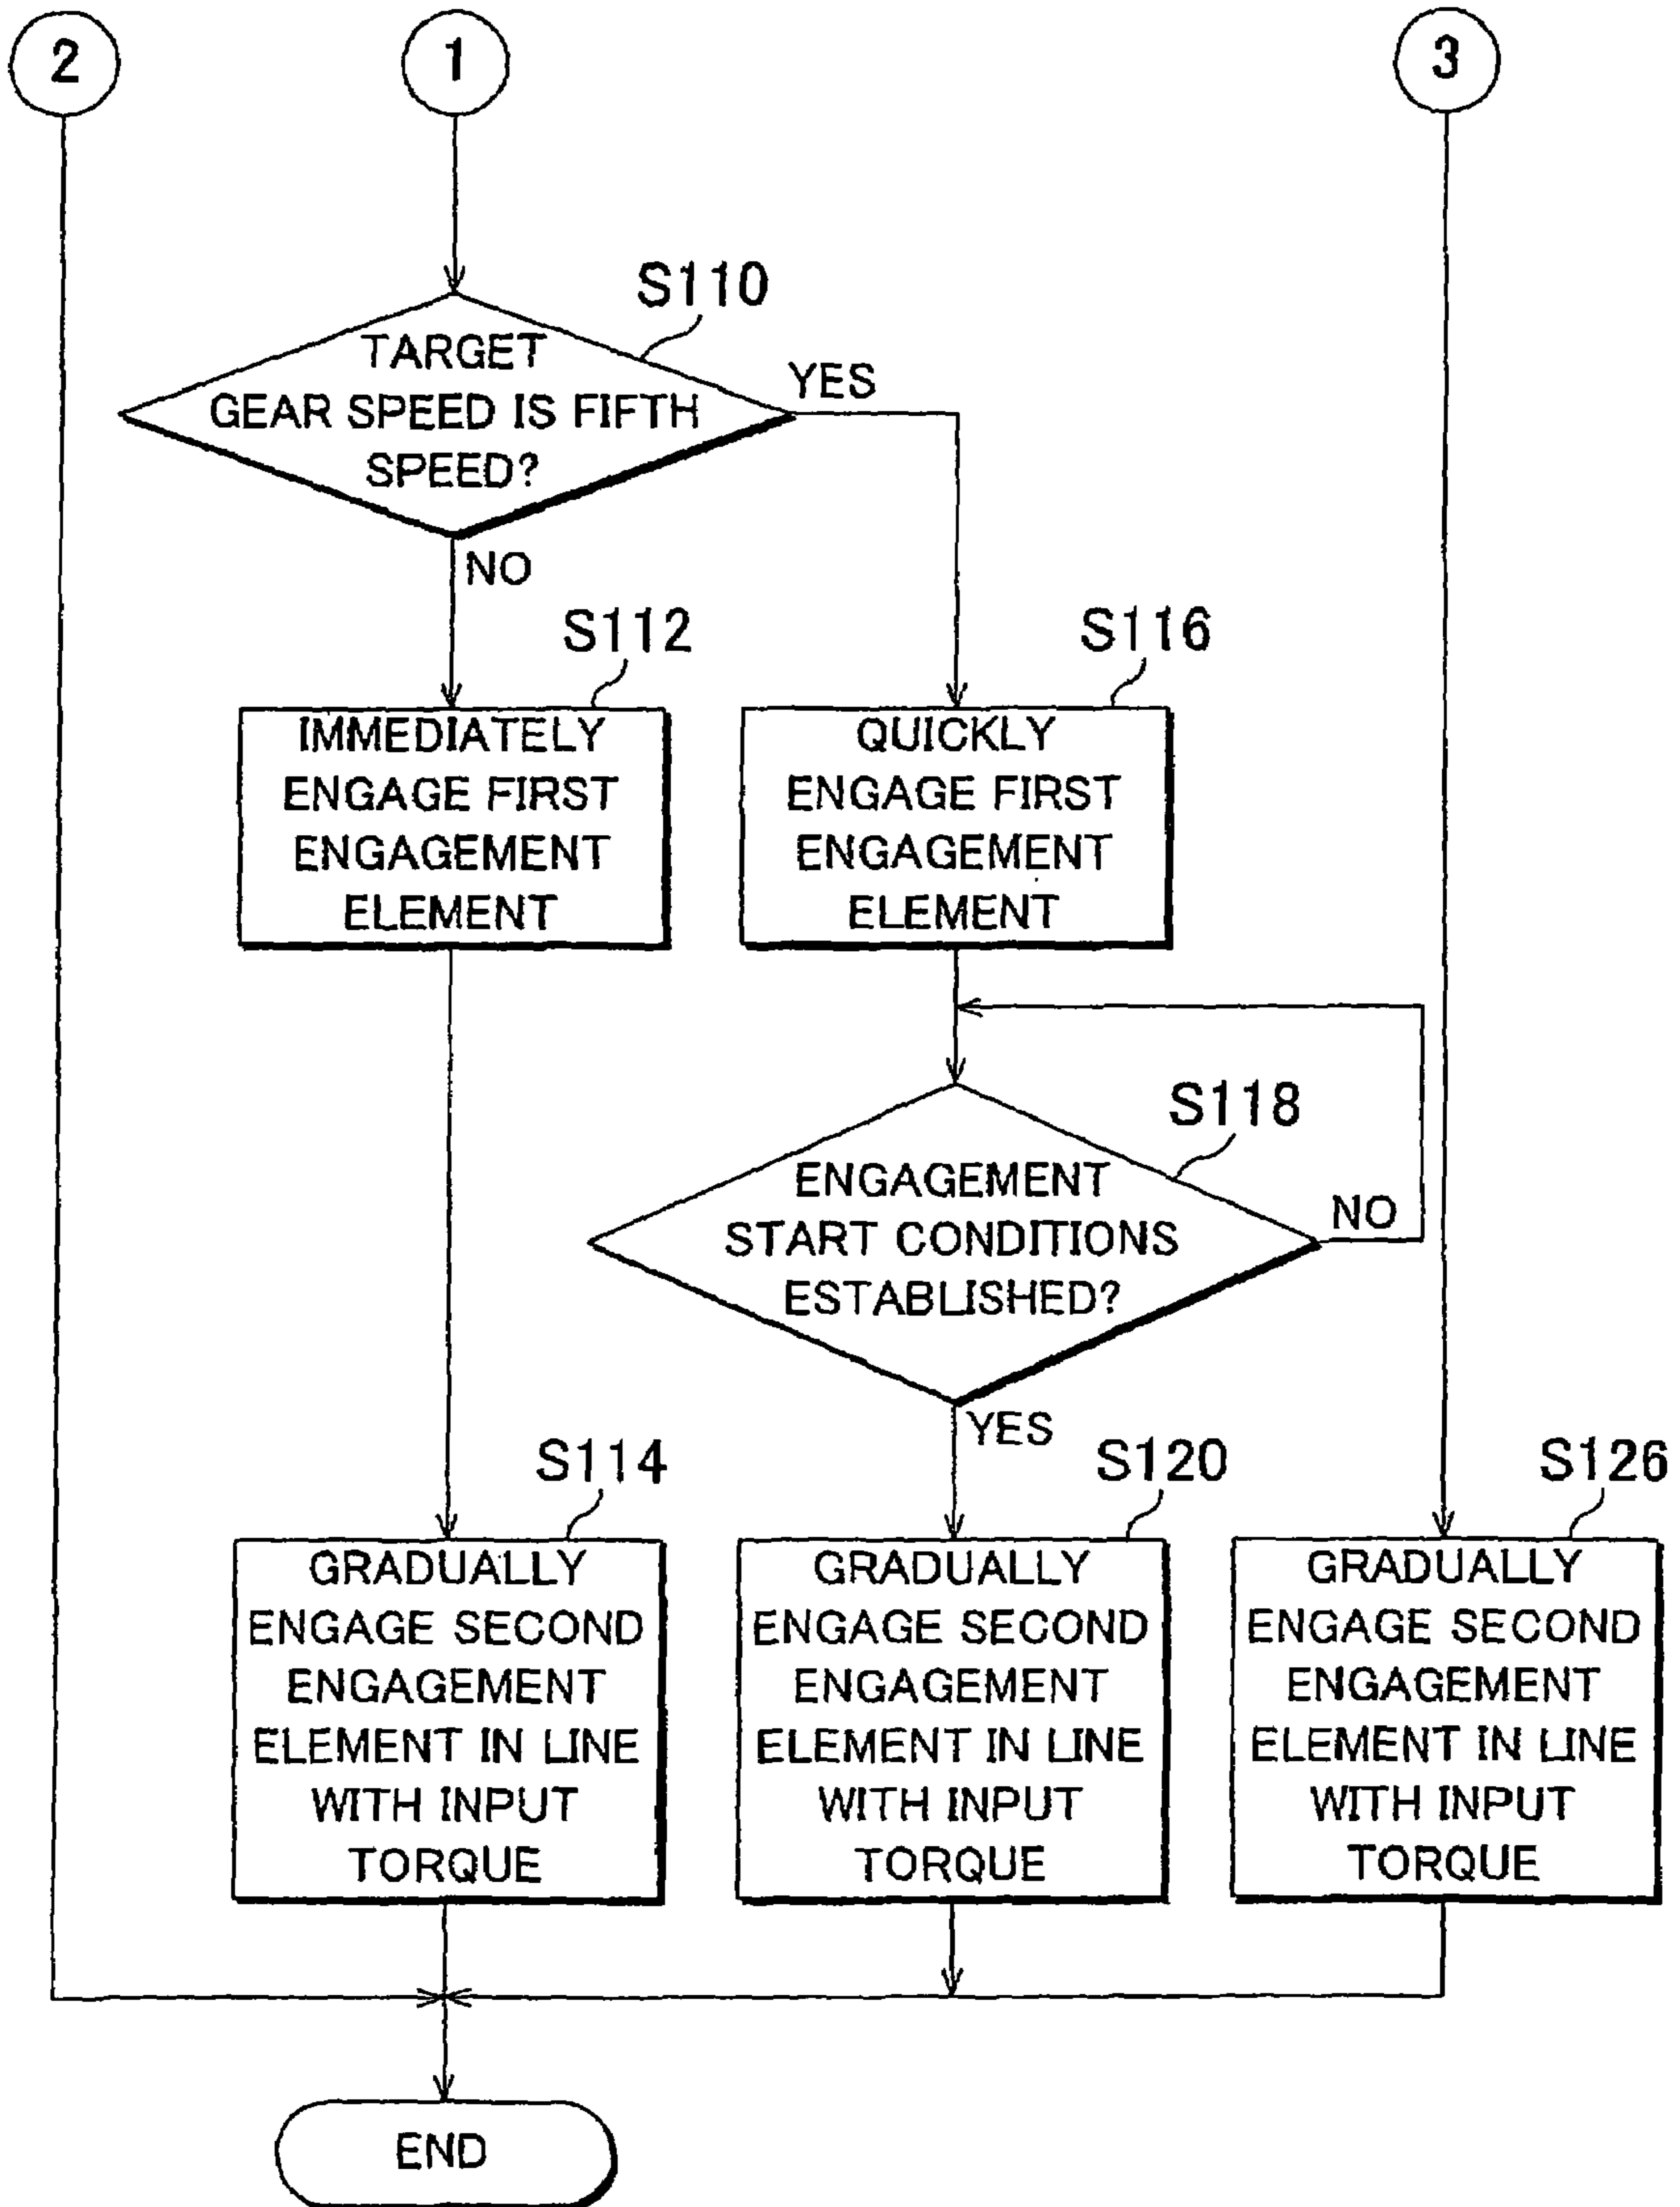 2
1
3
S110
TARGET
GEAR SPEED IS FIFTH
SPEED?
YES
NO
S112
IMMEDIATELY
ENGAGE FIRST
ENGAGEMENT
ELEMENT
S116
QUICKLY
ENGAGE FIRST
ENGAGEMENT
ELEMENT
S118
ENGAGEMENT
START CONDITIONS
ESTABLISHED?
NO
YES
S114
GRADUALLY
ENGAGE SECOND
ENGAGEMENT
ELEMENT IN LINE
WITH INPUT
TORQUE
S120
GRADUALLY
ENGAGE SECOND
ENGAGEMENT
ELEMENT IN LINE
WITH INPUT
TORQUE
S126
GRADUALLY
ENGAGE SECOND
ENGAGEMENT
ELEMENT IN LINE
WITH INPUT
TORQUE
END